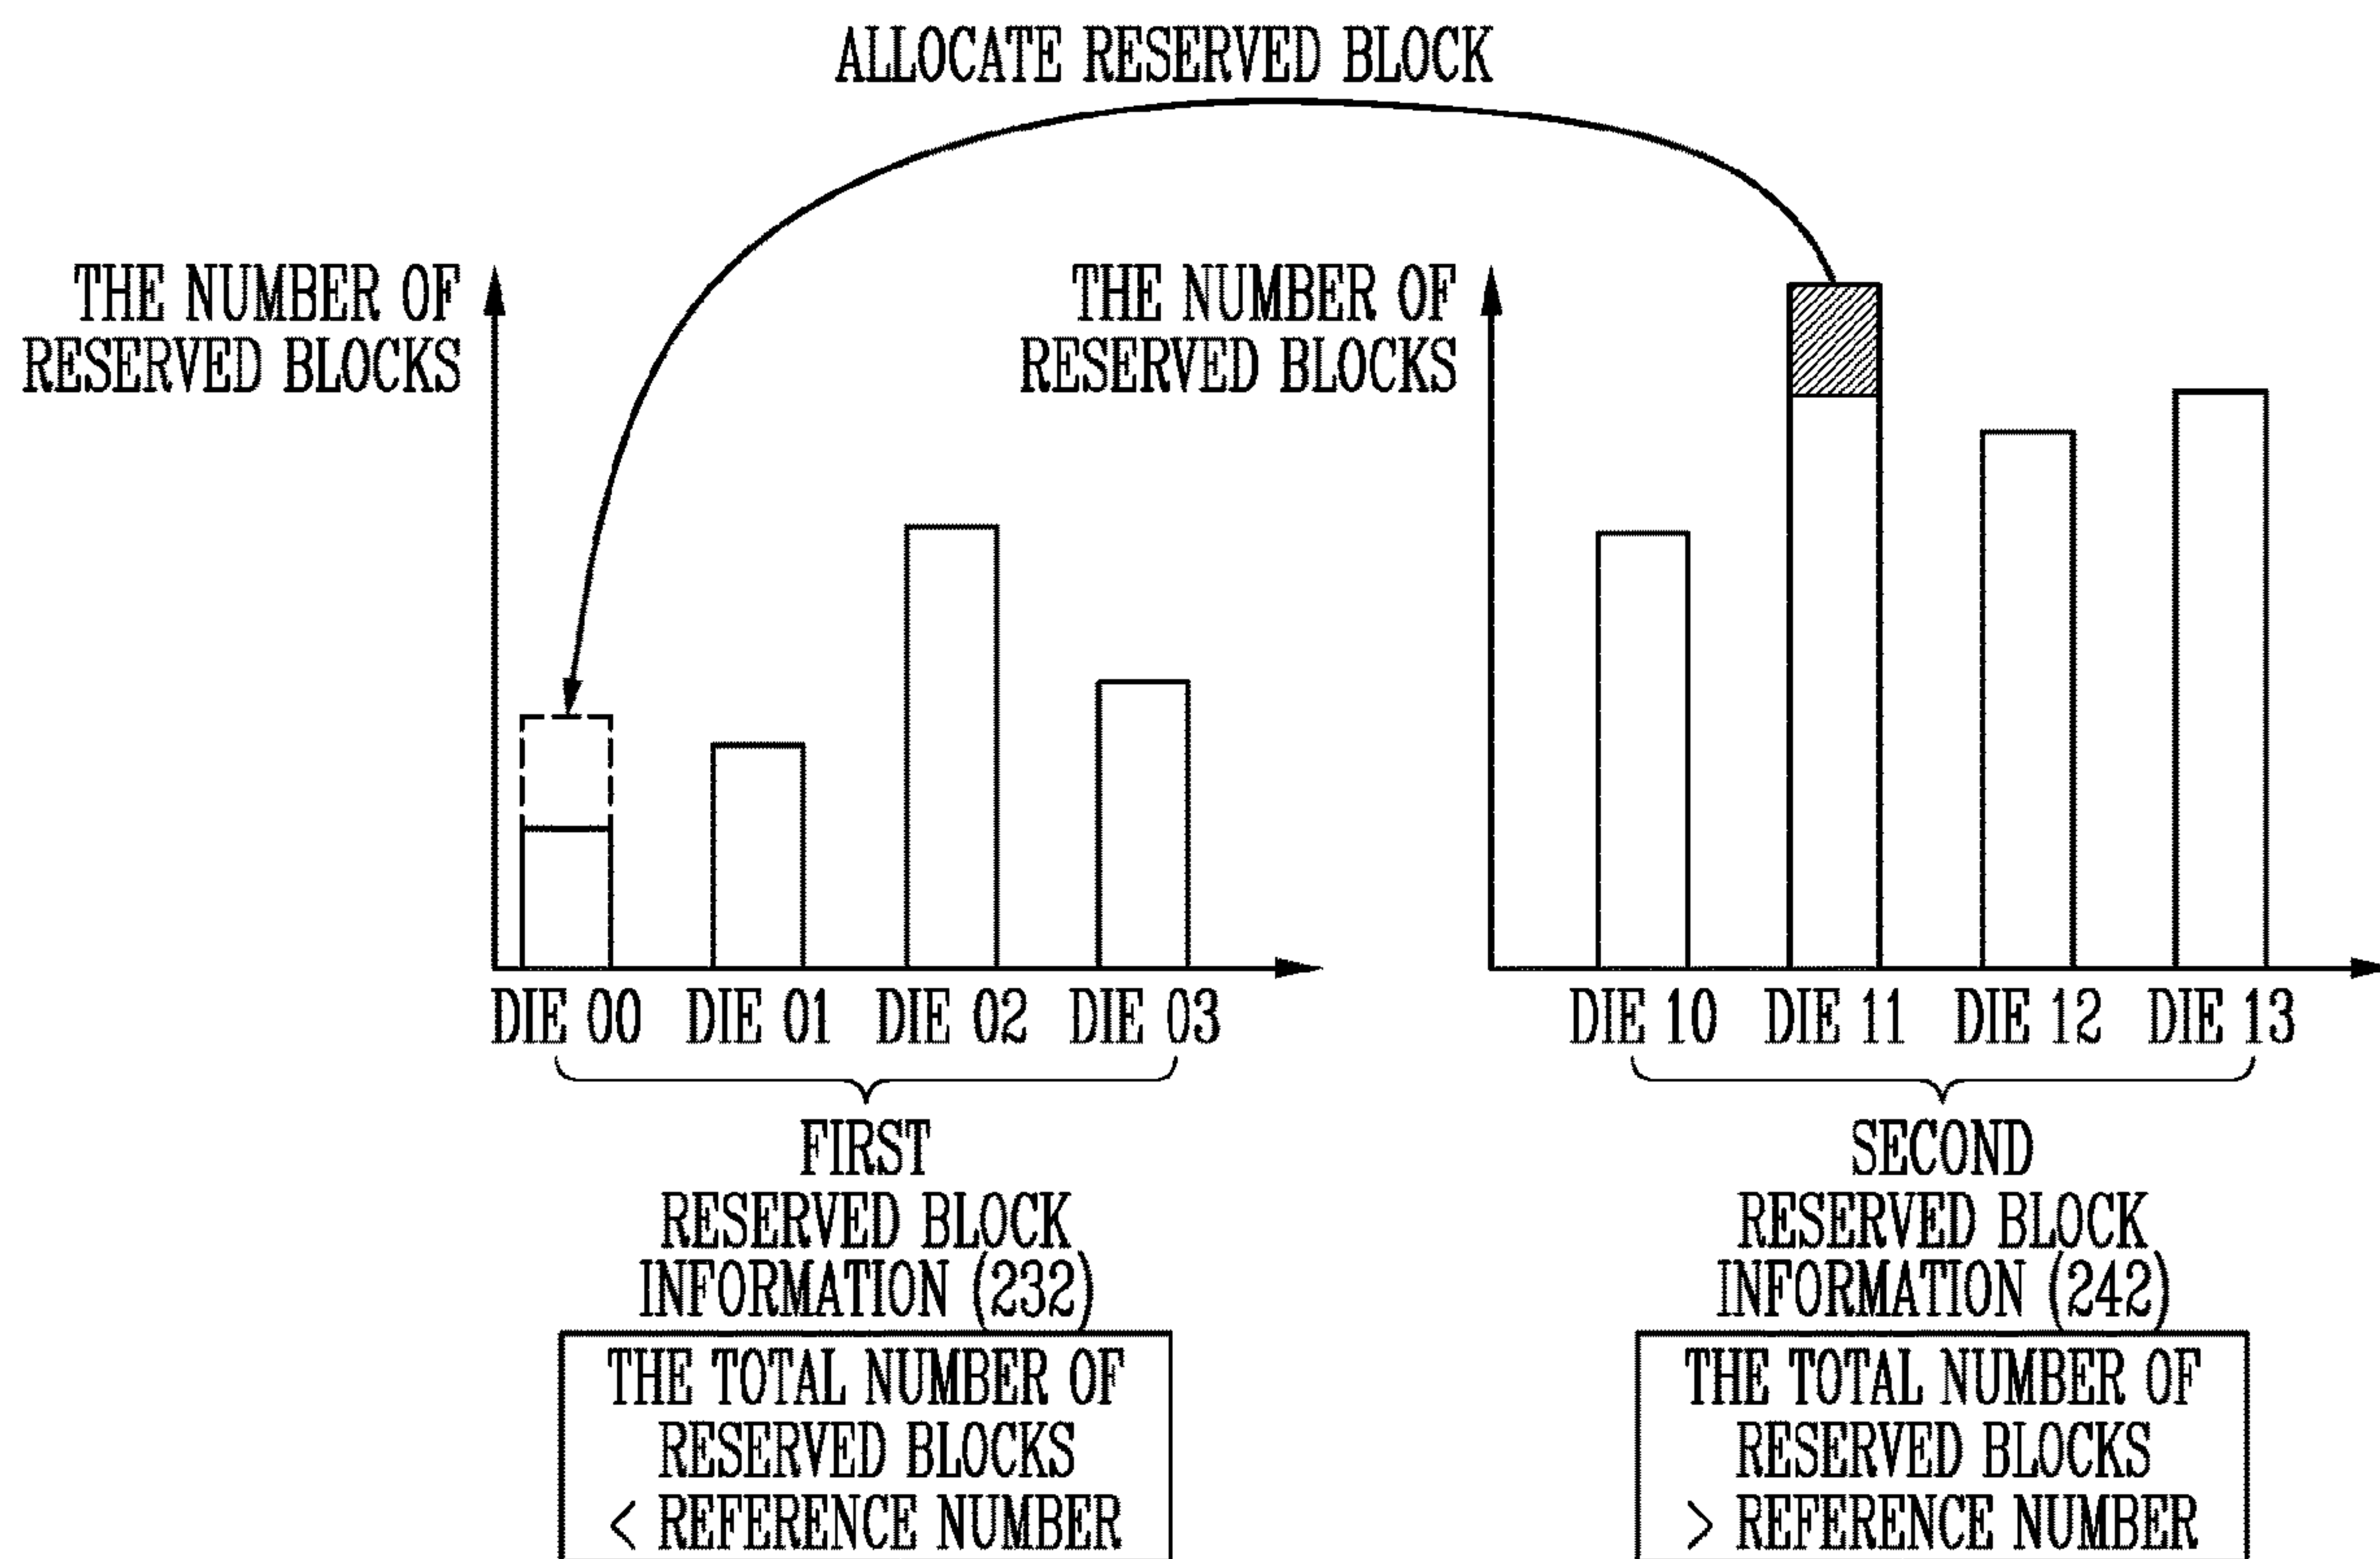 ALLOCATE RESERVED BLOCK
THE NUMBER OF
RESERVED BLOCKS
THE NUMBER OF
RESERVED BLOCKS
DIE 00 DIE 01 DIE 02 DIE 03
DIE 10 DIE 11 DIE 12 DIE 13
FIRST
RESERVED BLOCK
INFORMATION (232)
THE TOTAL NUMBER OF
RESERVED BLOCKS
< REFERENCE NUMBER
SECOND
RESERVED BLOCK
INFORMATION (242)
THE TOTAL NUMBER OF
RESERVED BLOCKS
> REFERENCE NUMBER